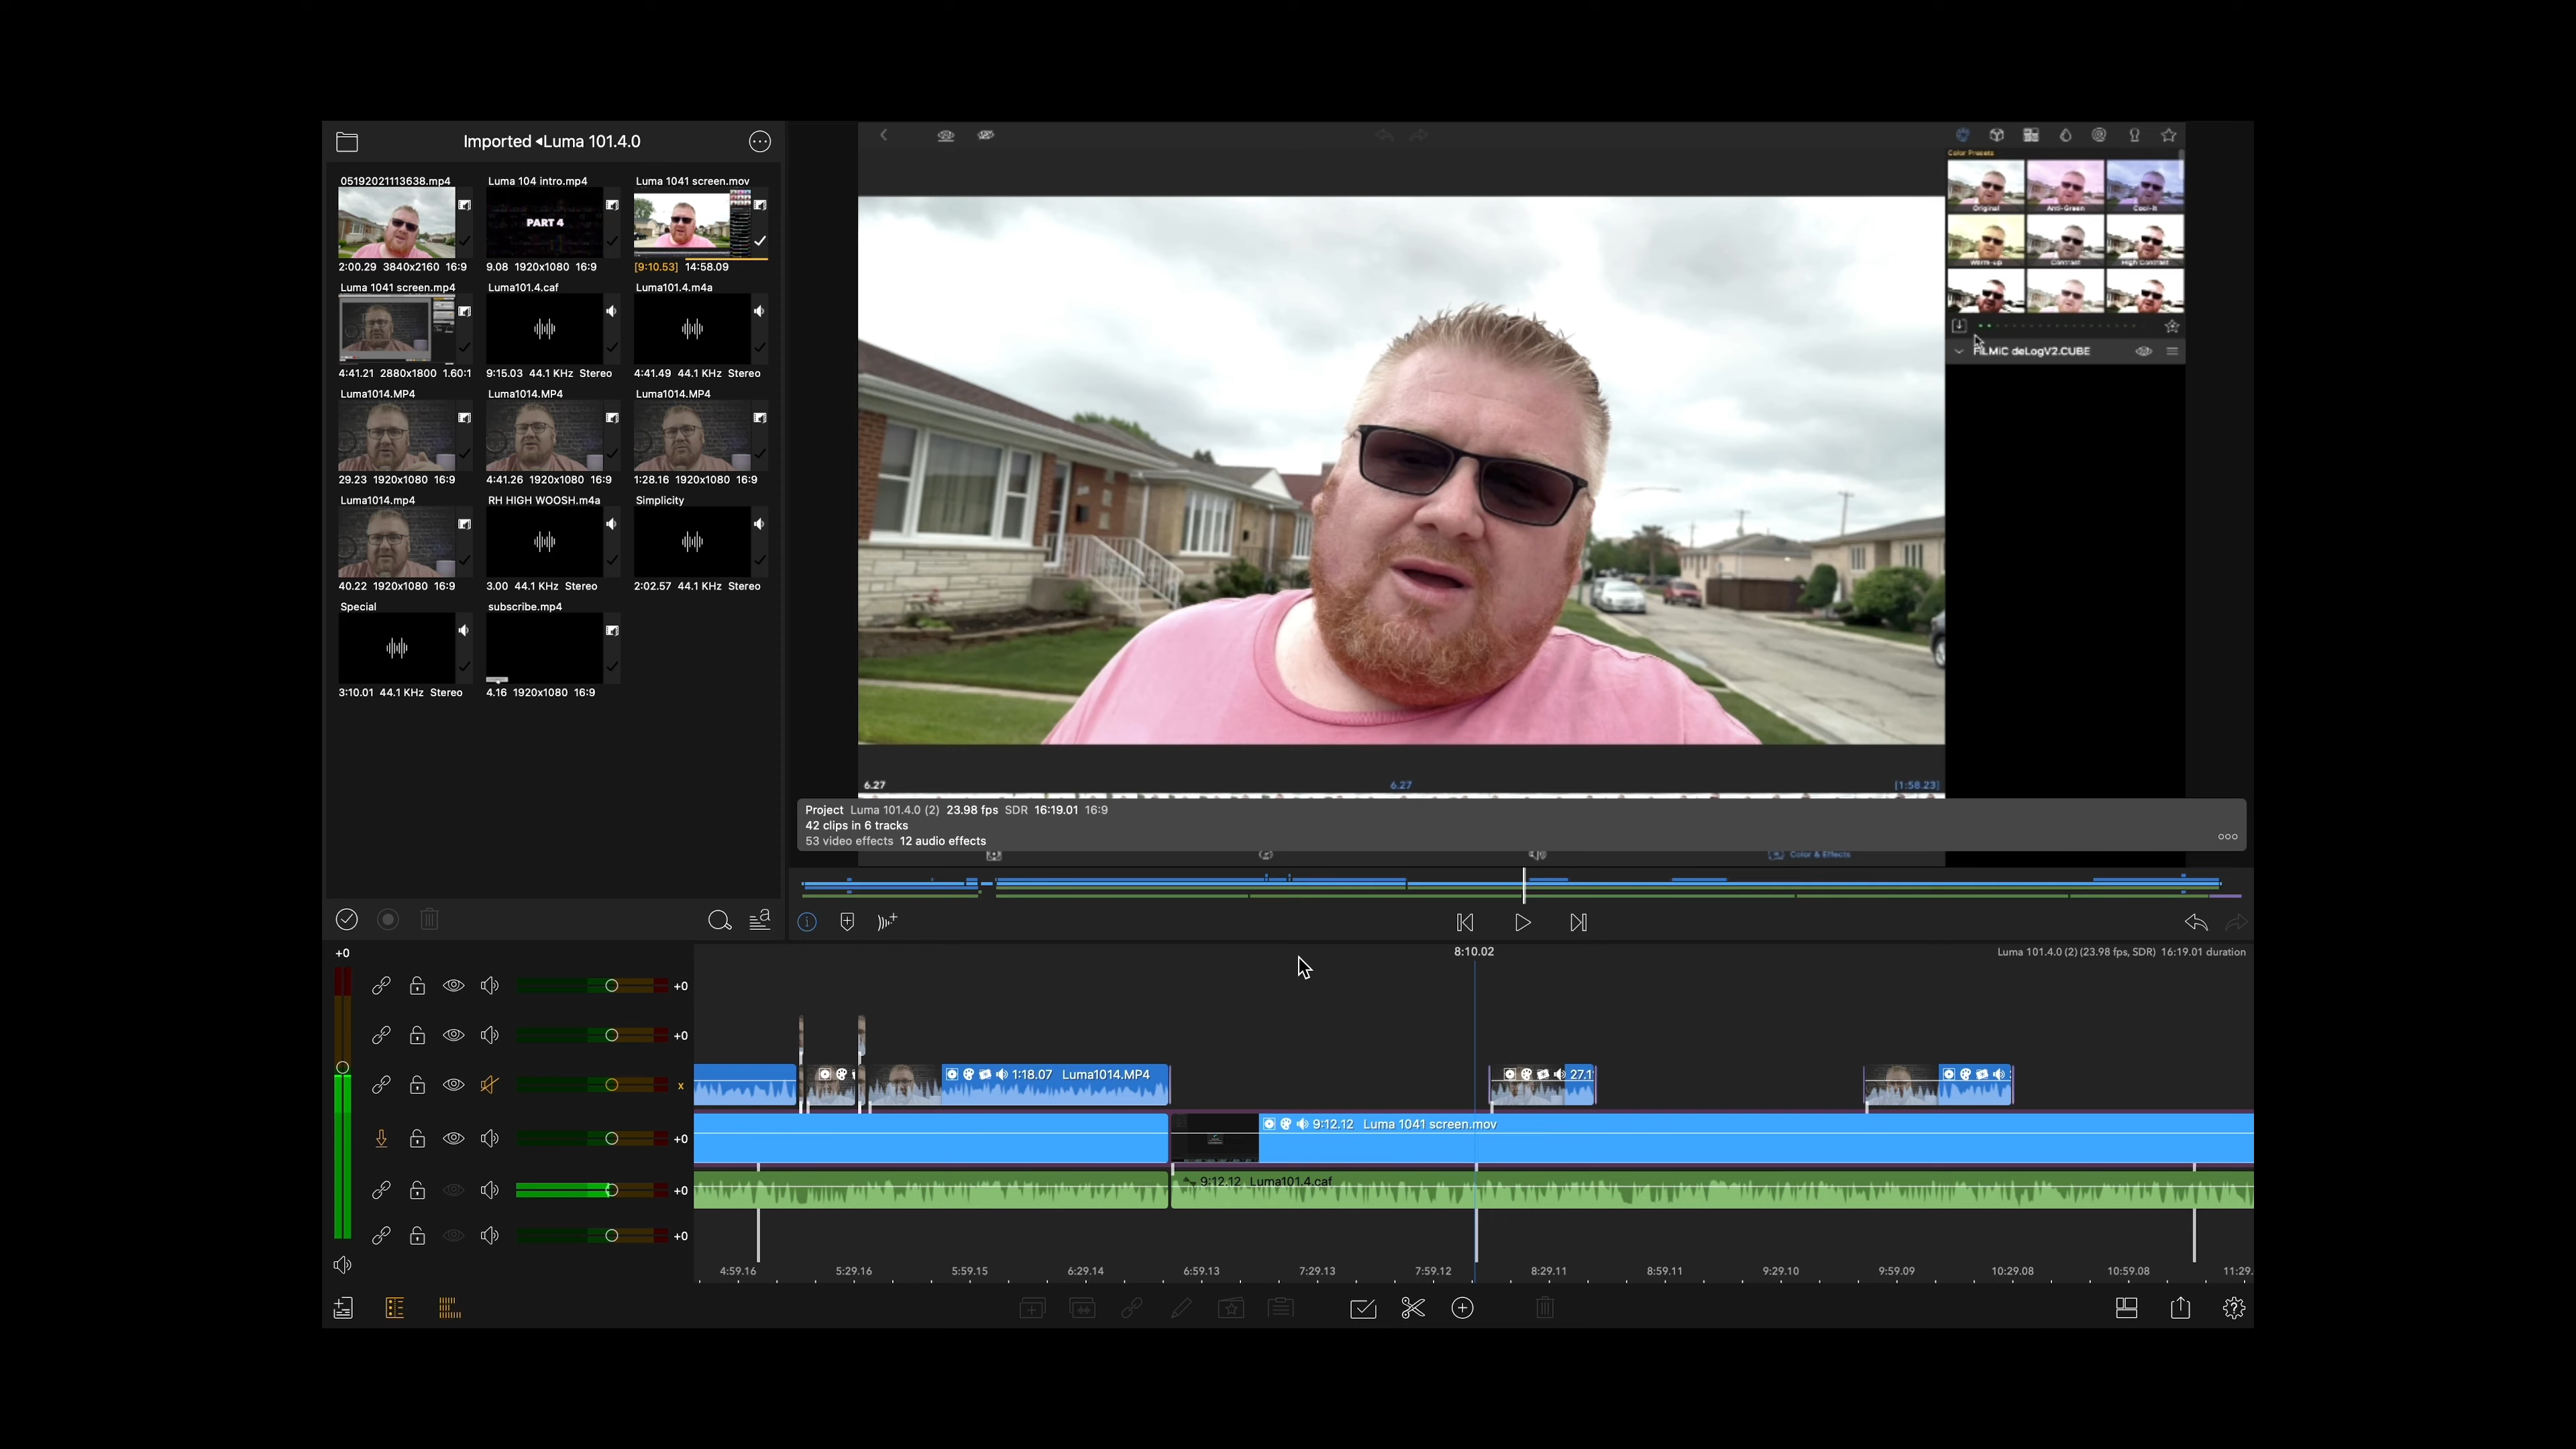 Imported ◂Luma 101.4.0
05192021113638.mp4
Luma 104 intro.mp4
Luma 1041 screen.mov
PART 4
2:00.29 3840x2160 16:9
9.08 1920x1080 16:9
[9:10.53] 14:58.09
Luma 1041 screen.mp4
Luma101.4.caf
Luma101.4.m4a
4:41.21 2880x1800 1.60:1
9:15.03 44.1 KHz Stereo
4:41.49 44.1 KHz Stereo
Luma1014.MP4
Luma1014.MP4
Luma1014.MP4
29.23 1920x1080 16:9
4:41.26 1920x1080 16:9
1:28.16 1920x1080 16:9
Luma1014.mp4
RH HIGH WOOSH.m4a
Simplicity
40.22 1920x1080 16:9
3.00 44.1 KHz Stereo
2:02.57 44.1 KHz Stereo
Special
subscribe.mp4
3:10.01 44.1 KHz Stereo
4.16 1920x1080 16:9
Color Presets
Original
Anti-Green
Cool-it
Warm-up
Contrast
High Contrast
FiLMiC deLogV2.CUBE
6.27
6.27
[1:58.23]
Project Luma 101.4.0 (2) 23.98 fps SDR 16:19.01 16:9
42 clips in 6 tracks
53 video effects 12 audio effects
Color & Effects
8:10.02
Luma 101.4.0 (2) (23.98 fps, SDR) 16:19.01 duration
+0
+0
+0
x
+0
+0
+0
1:18.07 Luma1014.MP4
27.1
9:12.12 Luma 1041 screen.mov
9:12.12 Luma101.4.caf
4:59.16
5:29.16
5:59.15
6:29.14
6:59.13
7:29.13
7:59.12
8:29.11
8:59.11
9:29.10
9:59.09
10:29.08
10:59.08
11:29.